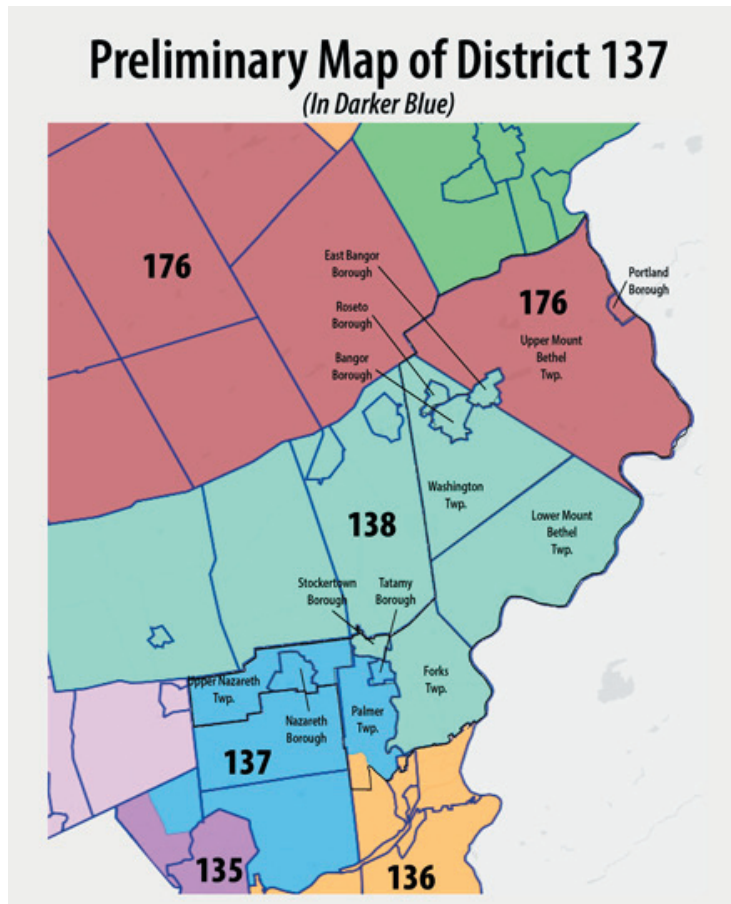 Preliminary Map of District 137
(In Darker Blue)
176
East Bangor
Borough
Roseto
Borough
Bangor
Borough
176
Upper Mount
Bethel
Twp.
Portland
Borough
Washington
Twp.
Lower Mount
Bethel
Twp.
138
Stockertown
Borough
Tatamy
Borough
Forks
Twp.
Upper Nazareth
Twp.
Nazareth
Borough
Palmer
Twp.
137
135
136